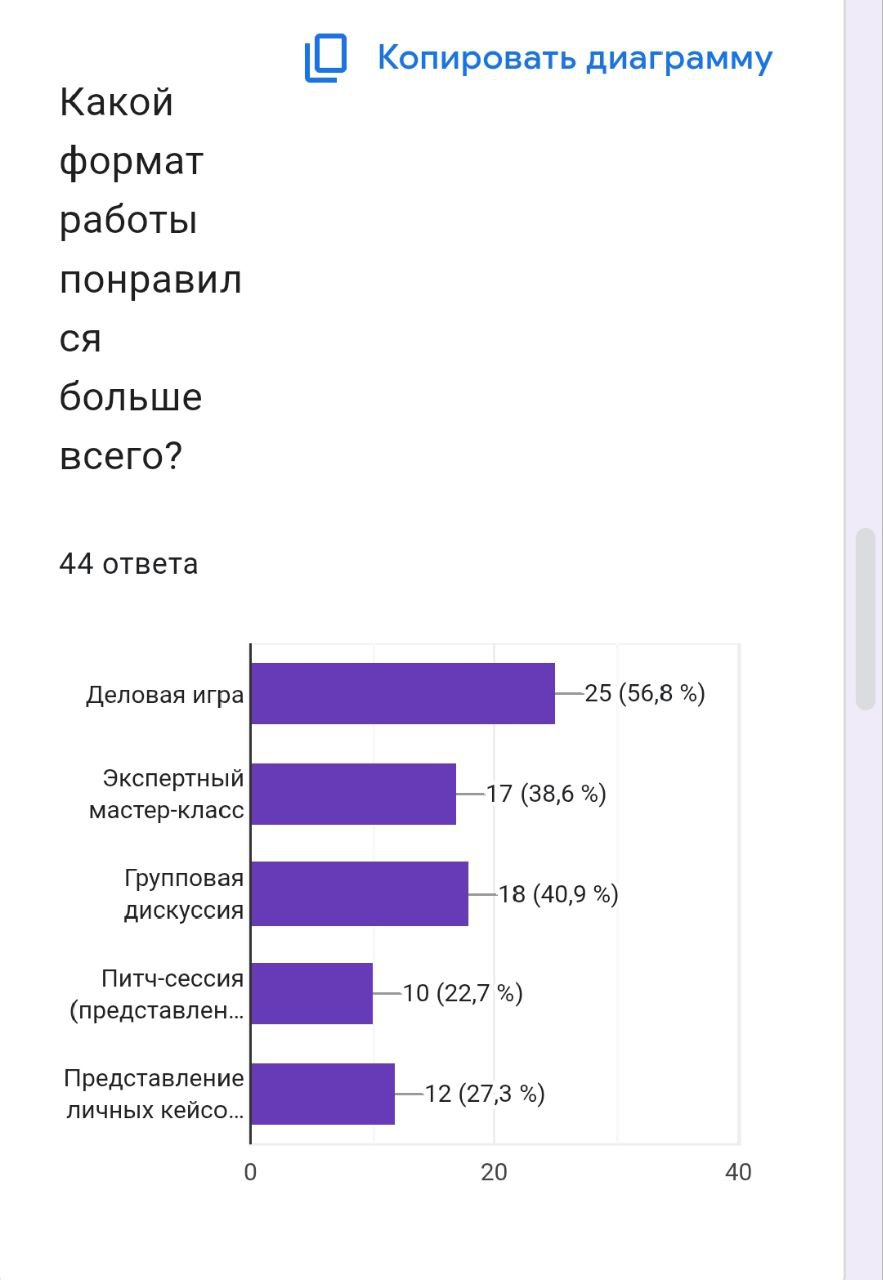 Копировать диаграмму
Какой
формат
работы
понравил
ся
больше
всего?
44 ответа
Деловая игра
25 (56,8 %)
Экспертный
мастер-класс
17 (38,6 %)
Групповая
дискуссия
18 (40,9 %)
Питч-сессия
(представлен...
10 (22,7 %)
Представление
личных кейсо...
12 (27,3 %)
0 20 40